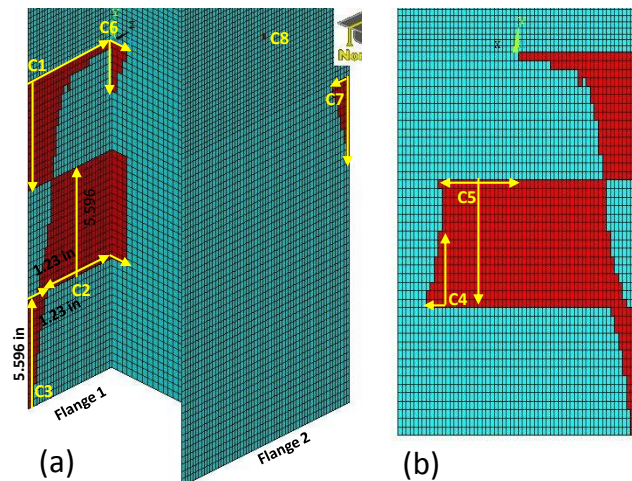 C6
C8
C1
C7
5.596
1.23 in
C2
1.23 in
5.596 in
C3
Flange 1
Flange 2
(a)
C5
C4
(b)